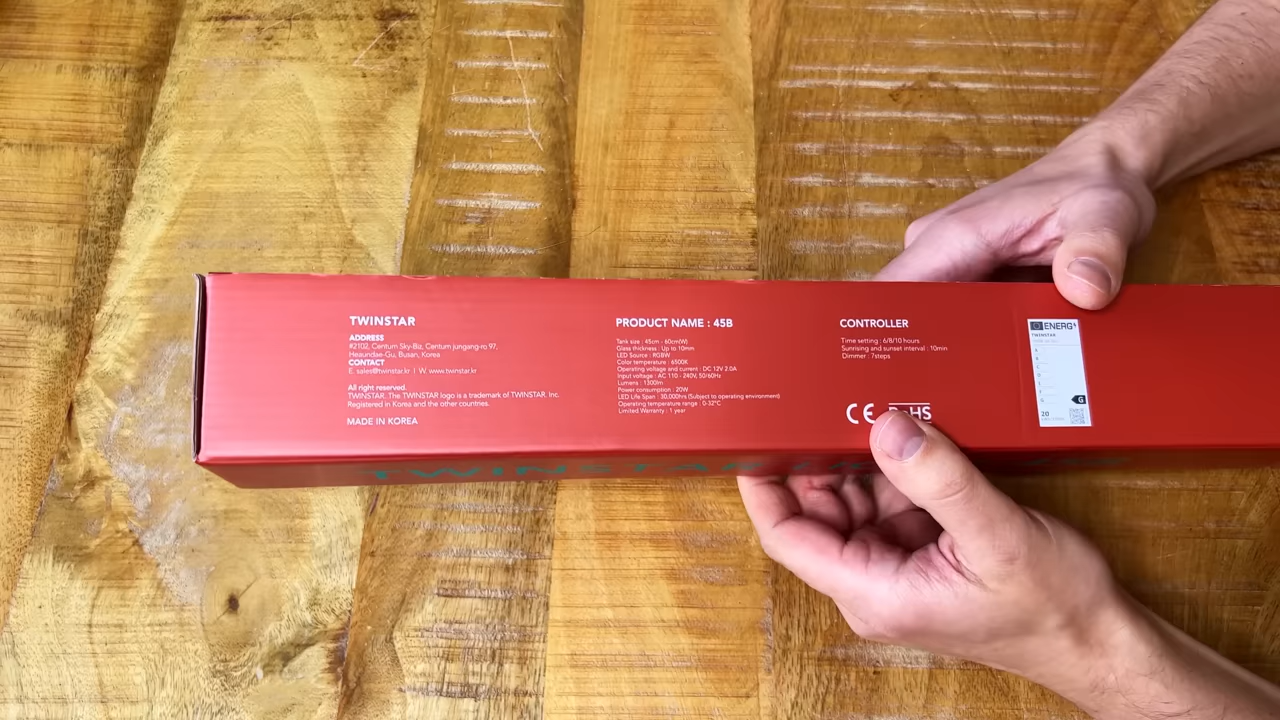 TWINSTAR
ADDRESS
#2102, Centum Sky-Biz, Centum jungang-ro 97,
Heaundae-Gu, Busan, Korea
CONTACT
E. sales@twinstar.kr I W. www.twinstar.kr
All right reserved.
TWINSTAR. The TWINSTAR logo is a trademark of TWINSTAR. Inc.
Registered in Korea and the other countries.
MADE IN KOREA
PRODUCT NAME : 45B
Tank size : 45cm - 60cm(W)
Glass thickness : Up to 10mm
LED Source : RGBW
Color temperature : 6500K
Operating voltage and current : DC 12V 2.0A
Input voltage : AC 110 - 240V, 50/60Hz
Lumens : 1300lm
Power consumption : 20W
LED Life Span : 30,000hrs (Subject to operating environment)
Operating temperature range : 0-32°C
Limited Warranty : 1 year
CONTROLLER
Time setting : 6/8/10 hours
Sunrising and sunset interval : 10min
Dimmer : 7steps
CE RoHS
ENERG
TWINSTAR
G
20
TWINSTAR